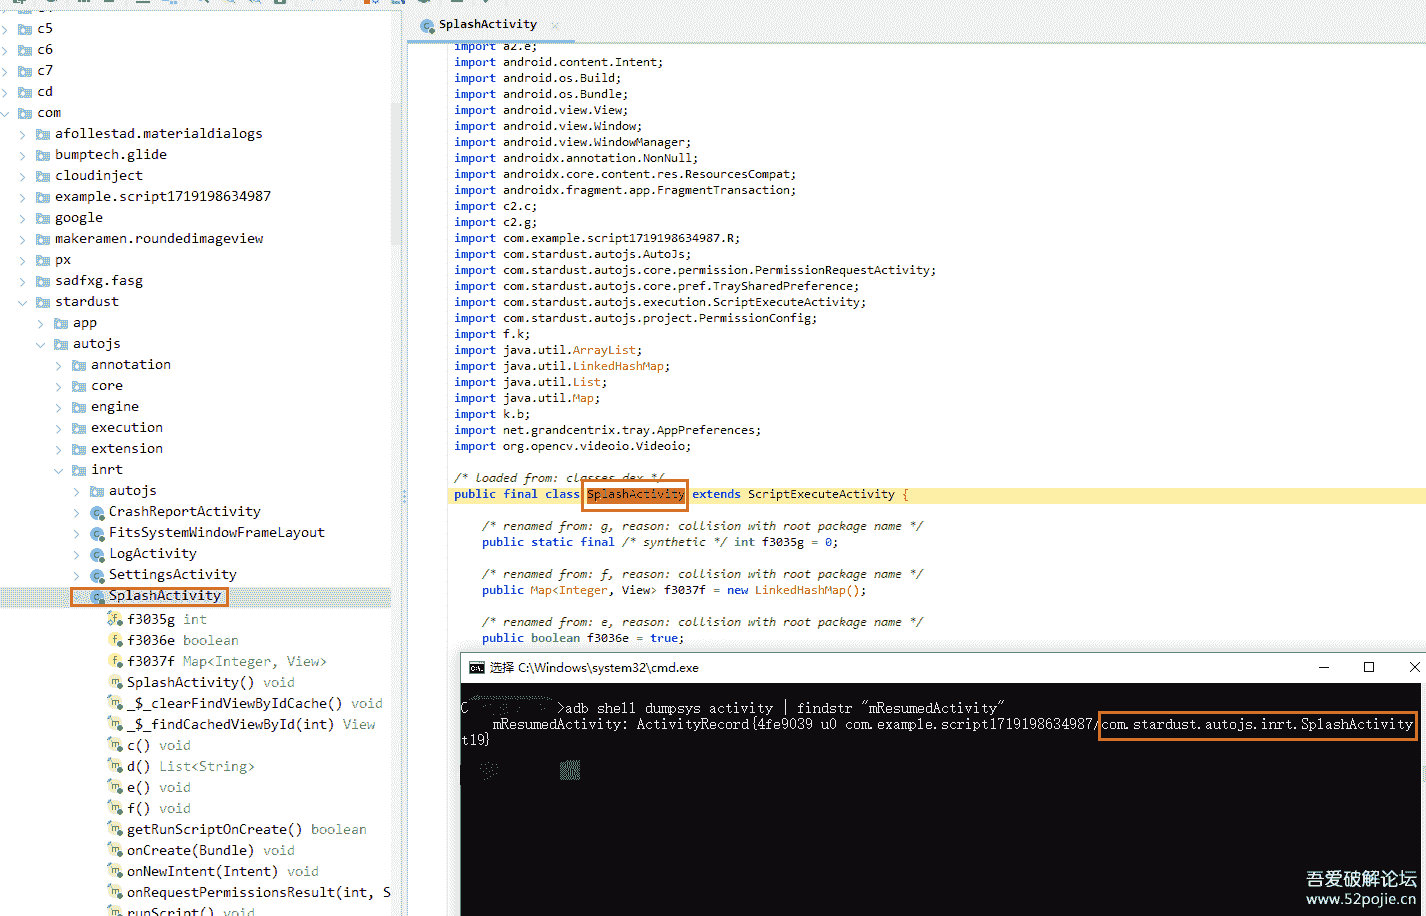 c5
c6
c7
cd
com
afollestad.materialdialogs
bumptech.glide
cloudinject
example.script1719198634987
google
makeramen.roundedimageview
px
sadfxg.fasg
stardust
app
autojs
annotation
core
engine
execution
extension
inrt
autojs
CrashReportActivity
FitsSystemWindowFrameLayout
LogActivity
SettingsActivity
SplashActivity
f3035g int
f3036e boolean
f3037f Map<Integer, View>
SplashActivity() void
_$_clearFindViewByIdCache() void
_$_findCachedViewById(int) View
c() void
d() List<String>
e() void
f() void
getRunScriptOnCreate() boolean
onCreate(Bundle) void
onNewIntent(Intent) void
onRequestPermissionsResult(int, S
runScript() void
SplashActivity
import a2.e;
import android.content.Intent;
import android.os.Build;
import android.os.Bundle;
import android.view.View;
import android.view.Window;
import android.view.WindowManager;
import androidx.annotation.NonNull;
import androidx.core.content.res.ResourcesCompat;
import androidx.fragment.app.FragmentTransaction;
import c2.c;
import c2.g;
import com.example.script1719198634987.R;
import com.stardust.autojs.AutoJs;
import com.stardust.autojs.core.permission.PermissionRequestActivity;
import com.stardust.autojs.core.pref.TraySharedPreference;
import com.stardust.autojs.execution.ScriptExecuteActivity;
import com.stardust.autojs.project.PermissionConfig;
import f.k;
import java.util.ArrayList;
import java.util.LinkedHashMap;
import java.util.List;
import java.util.Map;
import k.b;
import net.grandcentrix.tray.AppPreferences;
import org.opencv.videoio.Videoio;
/* loaded from: classes.dex */
public final class SplashActivity extends ScriptExecuteActivity {
/* renamed from: g, reason: collision with root package name */
public static final /* synthetic */ int f3035g = 0;
/* renamed from: f, reason: collision with root package name */
public Map<Integer, View> f3037f = new LinkedHashMap();
/* renamed from: e, reason: collision with root package name */
public boolean f3036e = true;
选择 C:\Windows\system32\cmd.exe
>adb shell dumpsys activity | findstr "mResumedActivity"
mResumedActivity: ActivityRecord{4fe9039 u0 com.example.script1719198634987/com.stardust.autojs.inrt.SplashActivity
t19}
吾爱破解论坛
www.52pojie.cn